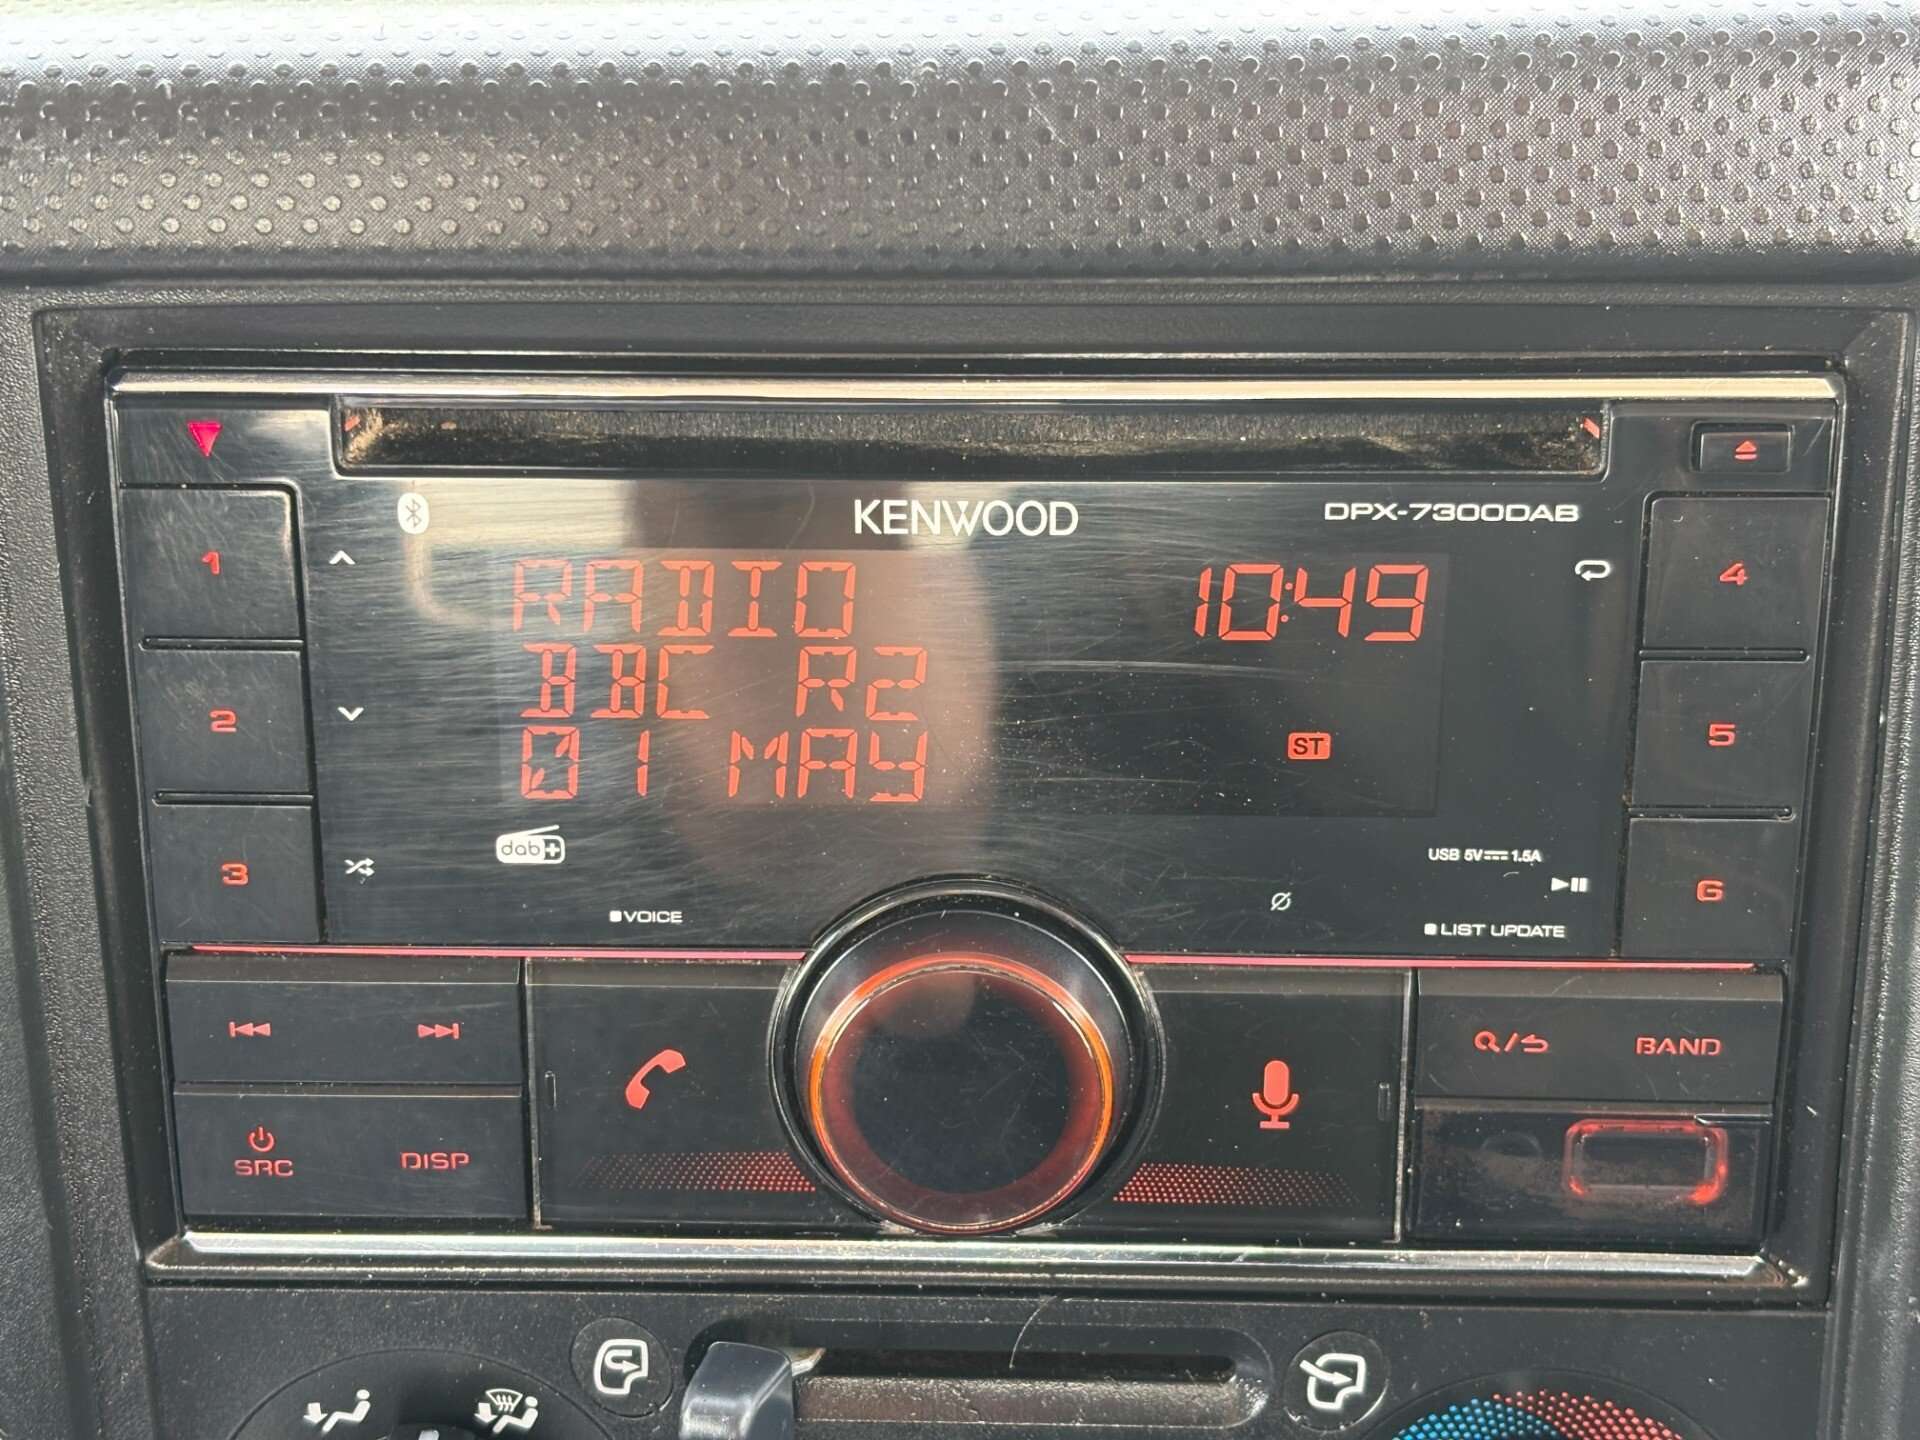 KENWOOD
DPX-7300DAB
RADIO 10:49
BBC R2
01 MAY
ST
dab+
USB 5V 1.5A
VOICE
LIST UPDATE
1
2
3
4
5
6
BAND
SRC
DISP